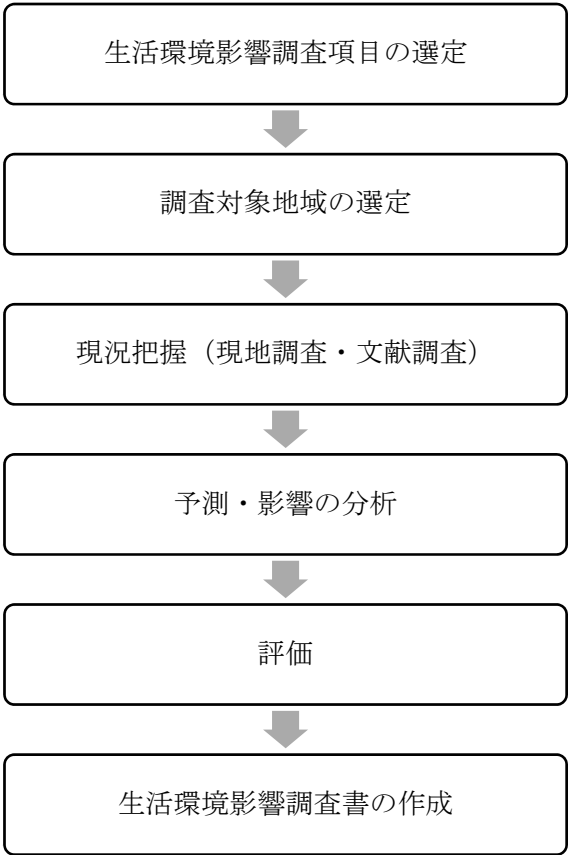 生活環境影響調査項目の選定
調査対象地域の選定
現況把握（現地調査・文献調査）
予測・影響の分析
評価
生活環境影響調査書の作成